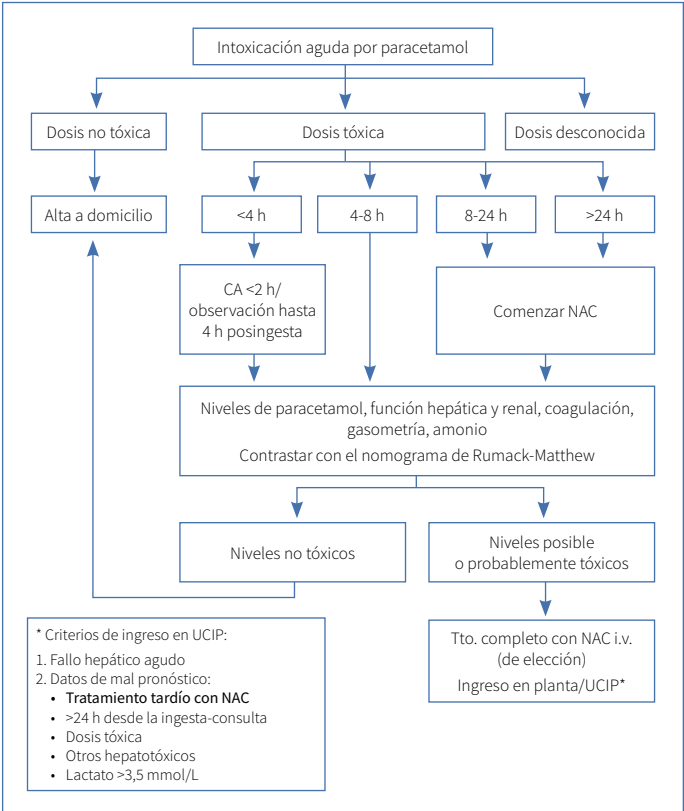 Intoxicación aguda por paracetamol
Dosis no tóxica
Dosis tóxica
Dosis desconocida
Alta a domicilio
<4 h
4-8 h
8-24 h
>24 h
CA <2 h/
observación hasta
4 h posingesta
Comenzar NAC
Niveles de paracetamol, función hepática y renal, coagulación,
gasometría, amonio
Contrastar con el nomograma de Rumack-Matthew
Niveles no tóxicos
Niveles posible
o probablemente tóxicos
Tto. completo con NAC i.v.
(de elección)
Ingreso en planta/UCIP*
* Criterios de ingreso en UCIP:
1. Fallo hepático agudo
2. Datos de mal pronóstico:
• Tratamiento tardío con NAC
• >24 h desde la ingesta-consulta
• Dosis tóxica
• Otros hepatotóxicos
• Lactato >3,5 mmol/L